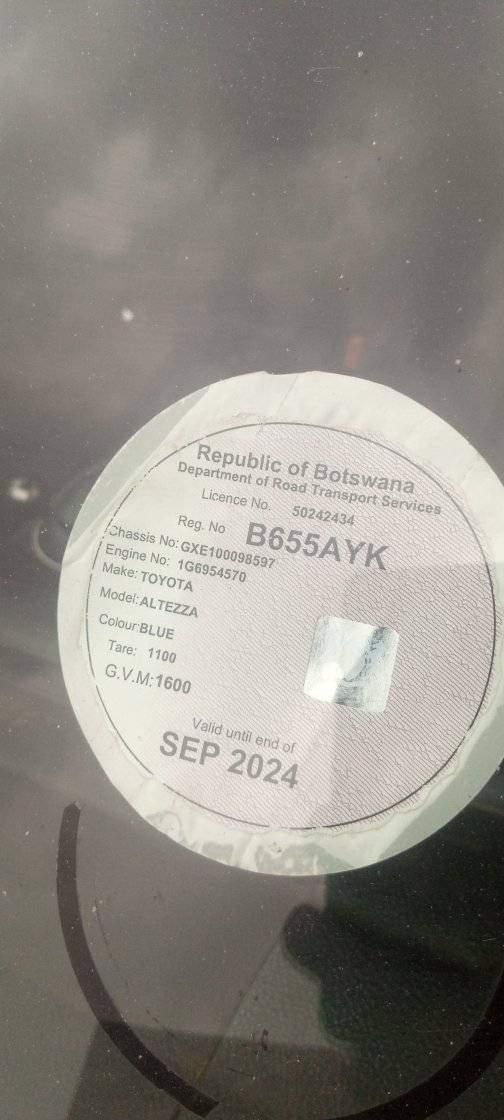 Republic of Botswana
Department of Road Transport Services
Licence No. 50242434
Reg. No B655AYK
Chassis No: GXE100098597
Engine No: 1G6954570
Make: TOYOTA
Model: ALTEZZA
Colour: BLUE
Tare: 1100
G.V.M: 1600
Valid until end of
SEP 2024